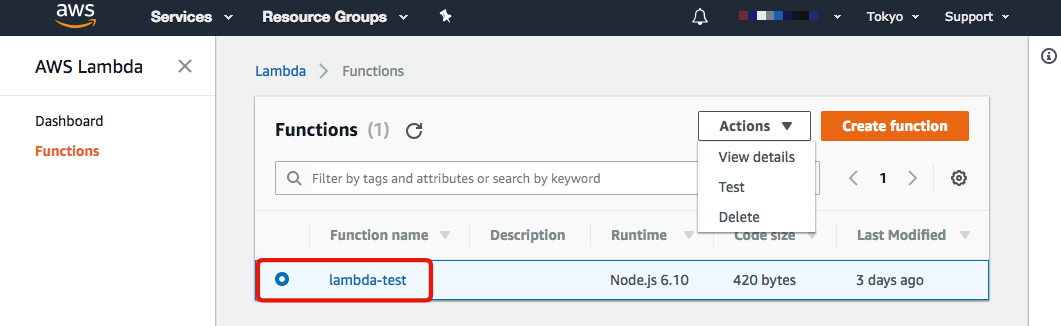 aws Services Resource Groups Tokyo Support
AWS Lambda
Lambda Functions
Dashboard
Functions
Functions (1) Actions Create function
View details
Filter by tags and attributes or search by keyword 1
Test
Delete
Function name Description Runtime Code size Last Modified
lambda-test Node.js 6.10 420 bytes 3 days ago